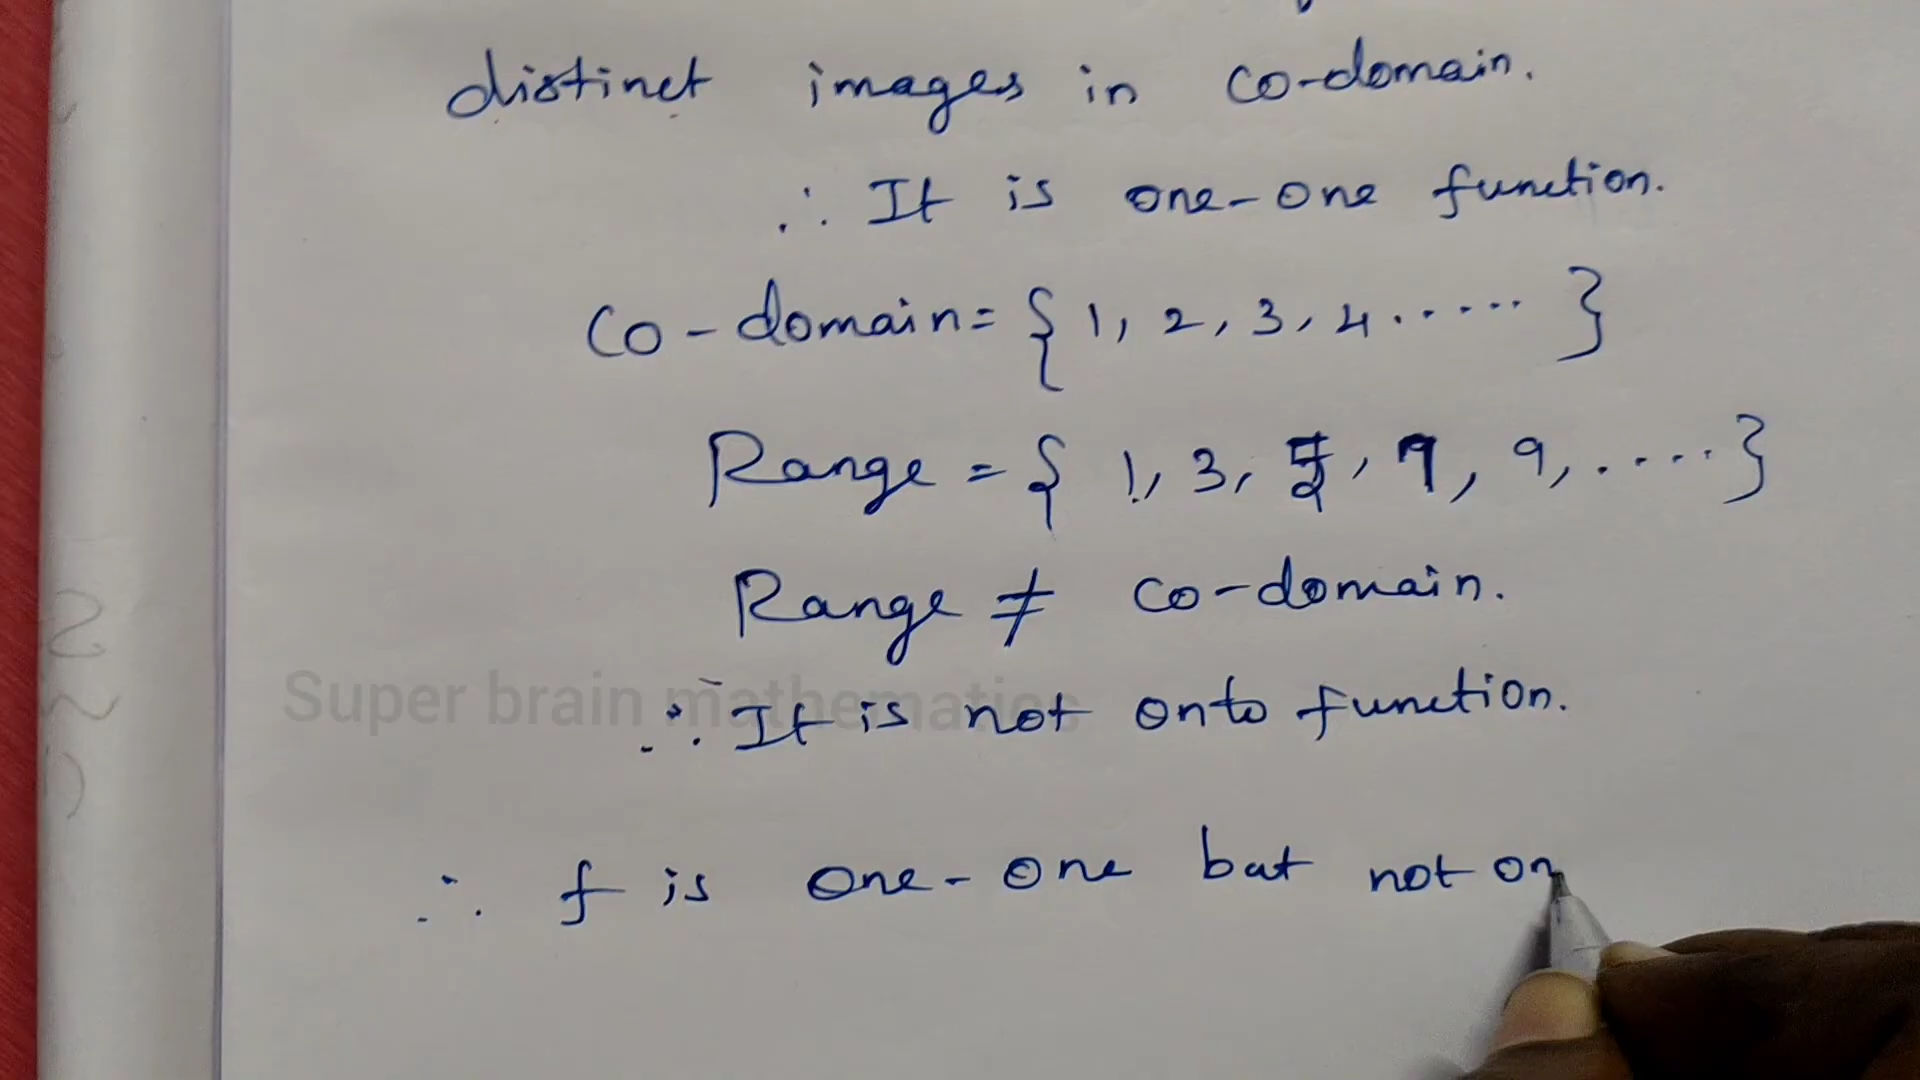 distinct images in co-domain.
∴ It is one-one function.
Co-domain = { 1, 2, 3, 4 ...... }
Range = { 1, 3, 5, 7, 9, ..... }
Range ≠ co-domain.
Super brain mathematics
∴ It is not onto function.
∴ f is one-one but not on